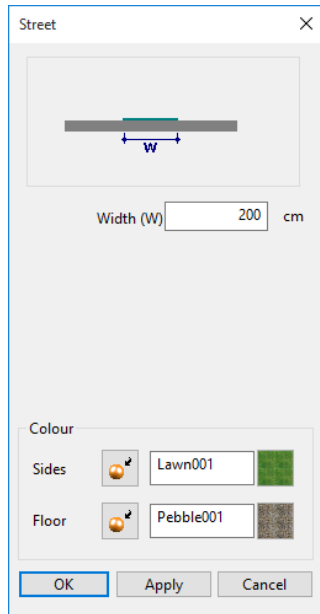 Street
W
Width (W) 200 cm
Colour
Sides Lawn001
Floor Pebble001
OK Apply Cancel